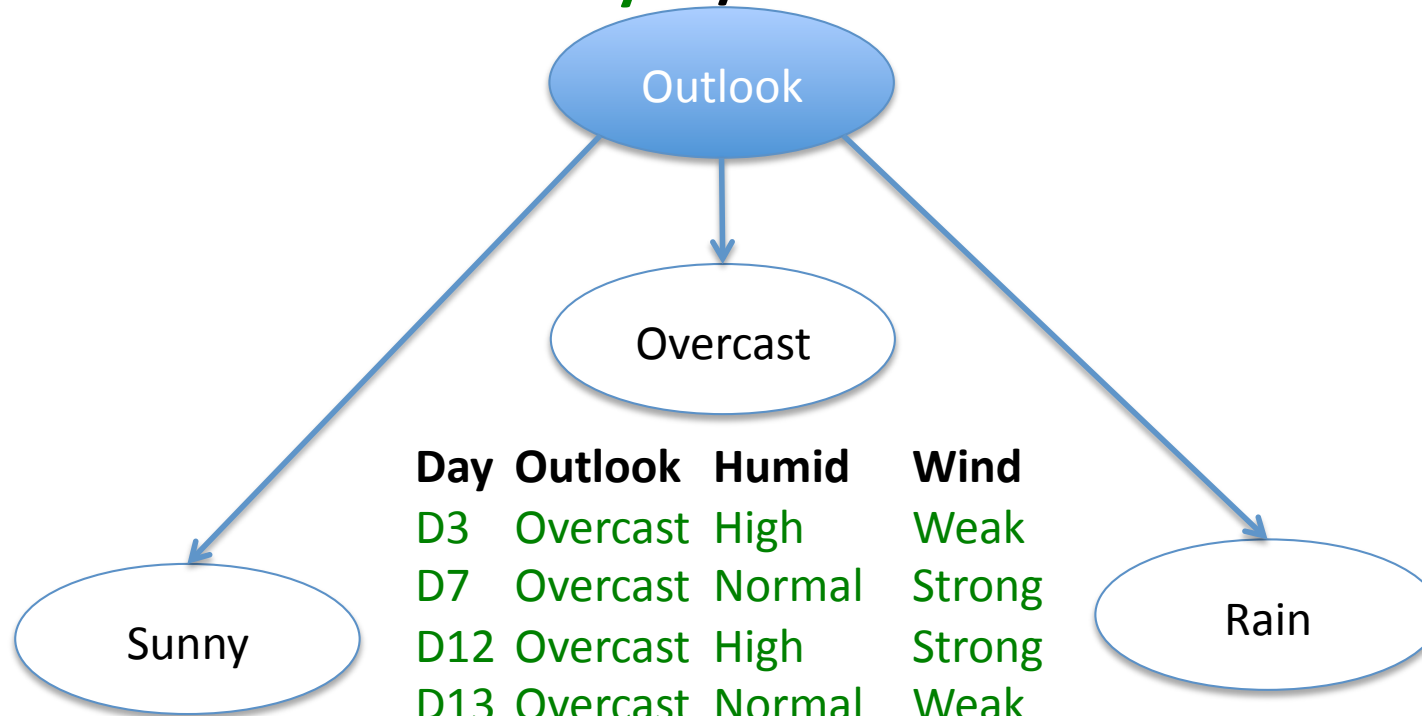 Outlook
Overcast
Day Outlook Humid Wind
D3 Overcast High Weak
D7 Overcast Normal Strong
D12 Overcast High Strong
D13 Overcast Normal Weak
Sunny
Rain